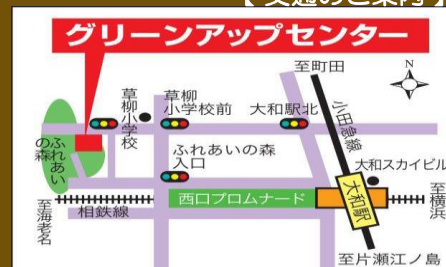 【 交通のご案内 】
グリーンアップセンター
至町田
N
草柳
小学校
草柳
小学校前
大和駅北
小田急線
ふれあい
の森
ふれあいの森
入口
大和スカイビル
西口プロムナード
大和駅
至横浜
至海老名
相鉄線
至片瀬江ノ島